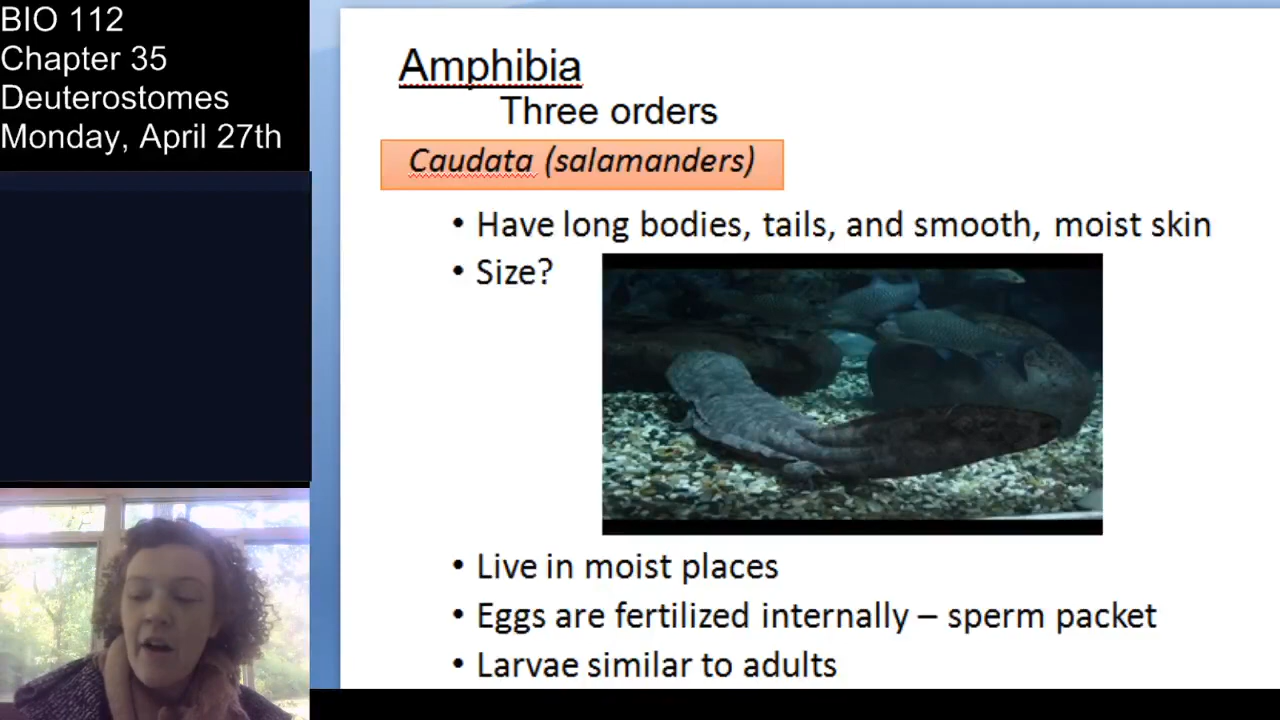 BIO 112
Chapter 35
Deuterostomes
Monday, April 27th
Amphibia
Three orders
Caudata (salamanders)
• Have long bodies, tails, and smooth, moist skin
• Size?
• Live in moist places
• Eggs are fertilized internally – sperm packet
• Larvae similar to adults